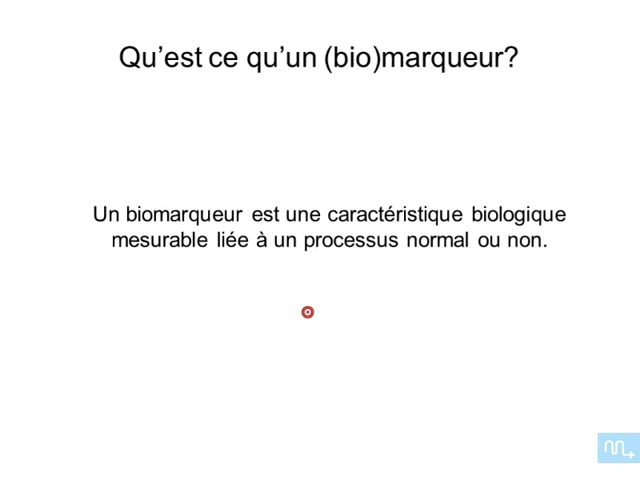 Qu’est ce qu’un (bio)marqueur?
Un biomarqueur est une caractéristique biologique
mesurable liée à un processus normal ou non.